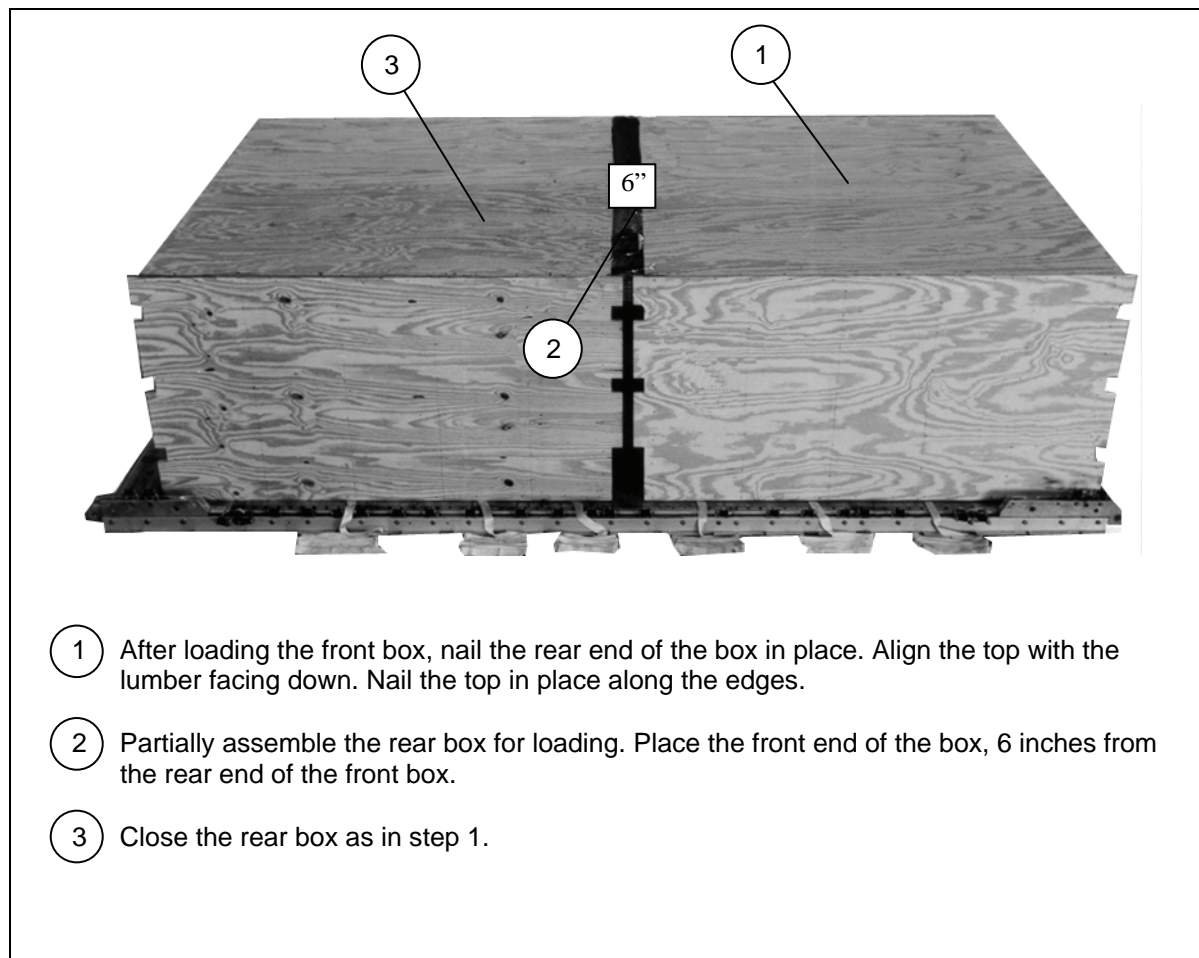 3
1
6”
2
1 After loading the front box, nail the rear end of the box in place. Align the top with the
lumber facing down. Nail the top in place along the edges.
2 Partially assemble the rear box for loading. Place the front end of the box, 6 inches from
the rear end of the front box.
3 Close the rear box as in step 1.